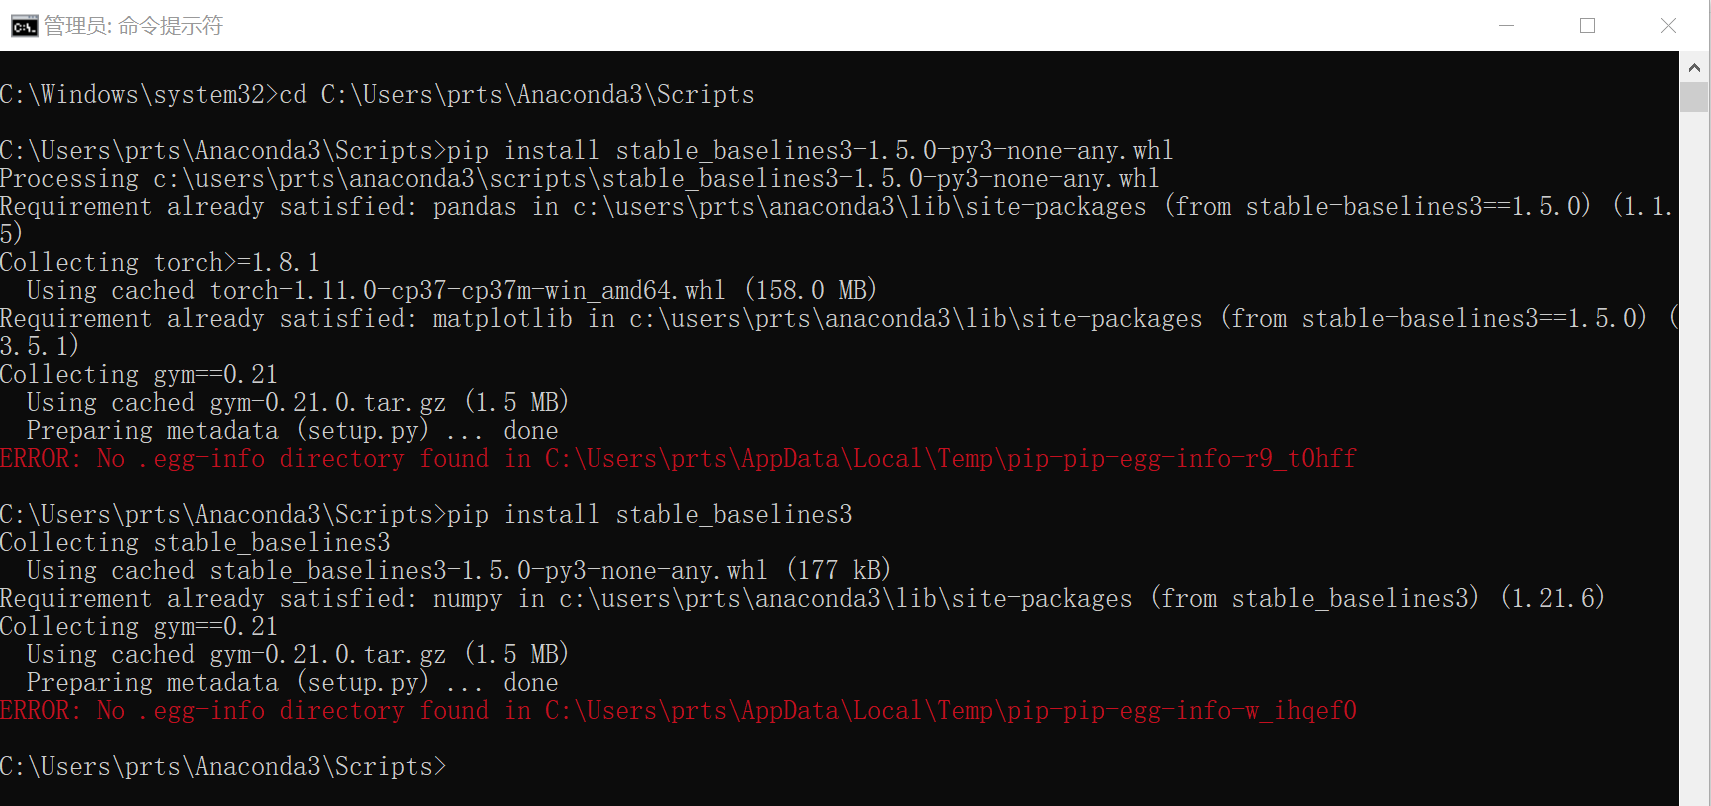 管理员: 命令提示符
C:\Windows\system32>cd C:\Users\prts\Anaconda3\Scripts
C:\Users\prts\Anaconda3\Scripts>pip install stable_baselines3-1.5.0-py3-none-any.whl
Processing c:\users\prts\anaconda3\scripts\stable_baselines3-1.5.0-py3-none-any.whl
Requirement already satisfied: pandas in c:\users\prts\anaconda3\lib\site-packages (from stable-baselines3==1.5.0) (1.1.
5)
Collecting torch>=1.8.1
  Using cached torch-1.11.0-cp37-cp37m-win_amd64.whl (158.0 MB)
Requirement already satisfied: matplotlib in c:\users\prts\anaconda3\lib\site-packages (from stable-baselines3==1.5.0) (
3.5.1)
Collecting gym==0.21
  Using cached gym-0.21.0.tar.gz (1.5 MB)
  Preparing metadata (setup.py) ... done
ERROR: No .egg-info directory found in C:\Users\prts\AppData\Local\Temp\pip-pip-egg-info-r9_t0hff
C:\Users\prts\Anaconda3\Scripts>pip install stable_baselines3
Collecting stable_baselines3
  Using cached stable_baselines3-1.5.0-py3-none-any.whl (177 kB)
Requirement already satisfied: numpy in c:\users\prts\anaconda3\lib\site-packages (from stable_baselines3) (1.21.6)
Collecting gym==0.21
  Using cached gym-0.21.0.tar.gz (1.5 MB)
  Preparing metadata (setup.py) ... done
ERROR: No .egg-info directory found in C:\Users\prts\AppData\Local\Temp\pip-pip-egg-info-w_ihqef0
C:\Users\prts\Anaconda3\Scripts>